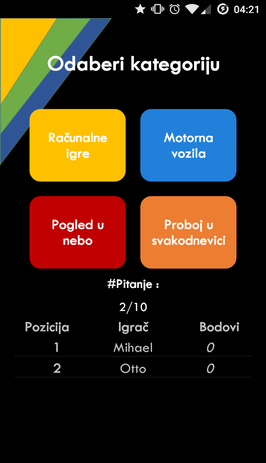 04:21
Odaberi kategoriju
Računalne
igre
Motorna
vozila
Pogled u
nebo
Proboj u
svakodnevici
#Pitanje :
2/10
Pozicija Igrač Bodovi
1 Mihael 0
2 Otto 0